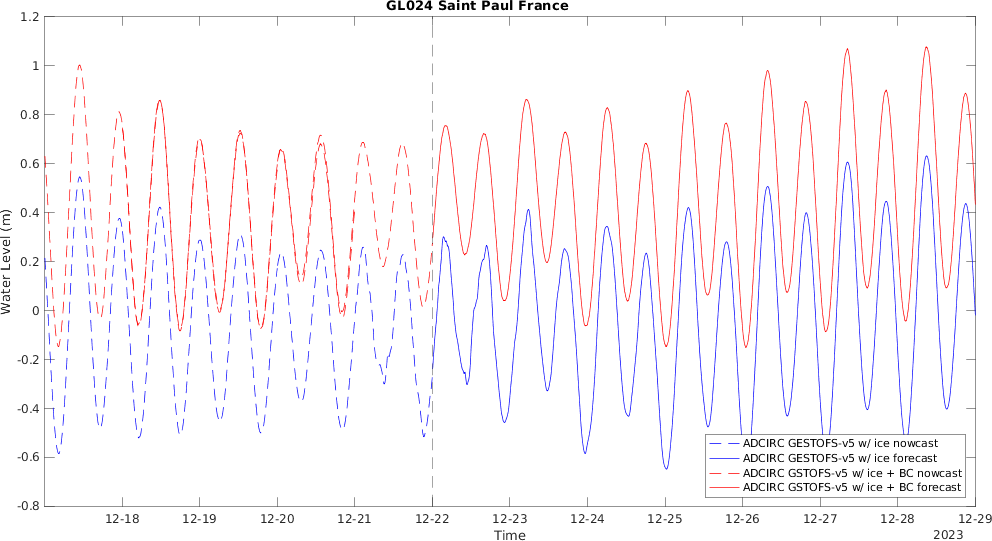 GL024 Saint Paul France
1.2
1
0.8
0.6
0.4
0.2
0
-0.2
-0.4
-0.6
-0.8
Water Level (m)
ADCIRC GESTOFS-v5 w/ ice nowcast
ADCIRC GESTOFS-v5 w/ ice forecast
ADCIRC GSTOFS-v5 w/ ice + BC nowcast
ADCIRC GSTOFS-v5 w/ ice + BC forecast
12-18 12-19 12-20 12-21 12-22 12-23 12-24 12-25 12-26 12-27 12-28 12-29
Time
2023